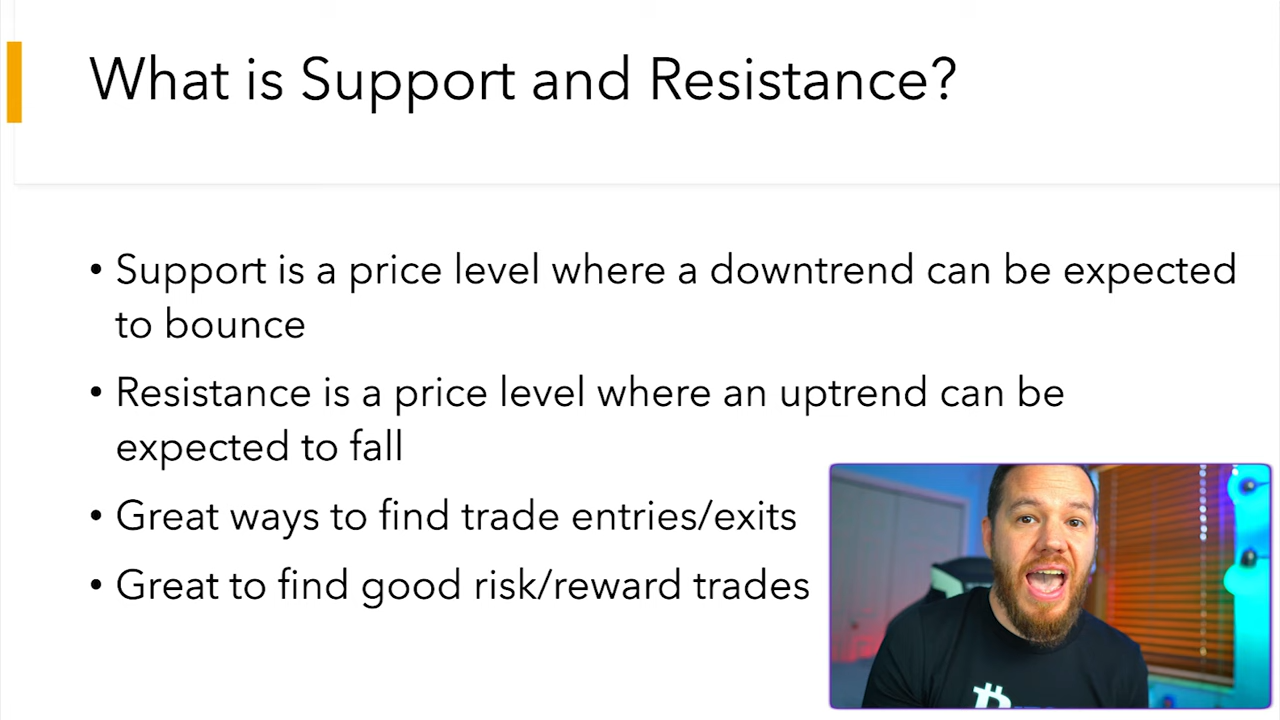 What is Support and Resistance?
• Support is a price level where a downtrend can be expected
to bounce
• Resistance is a price level where an uptrend can be
expected to fall
• Great ways to find trade entries/exits
• Great to find good risk/reward trades